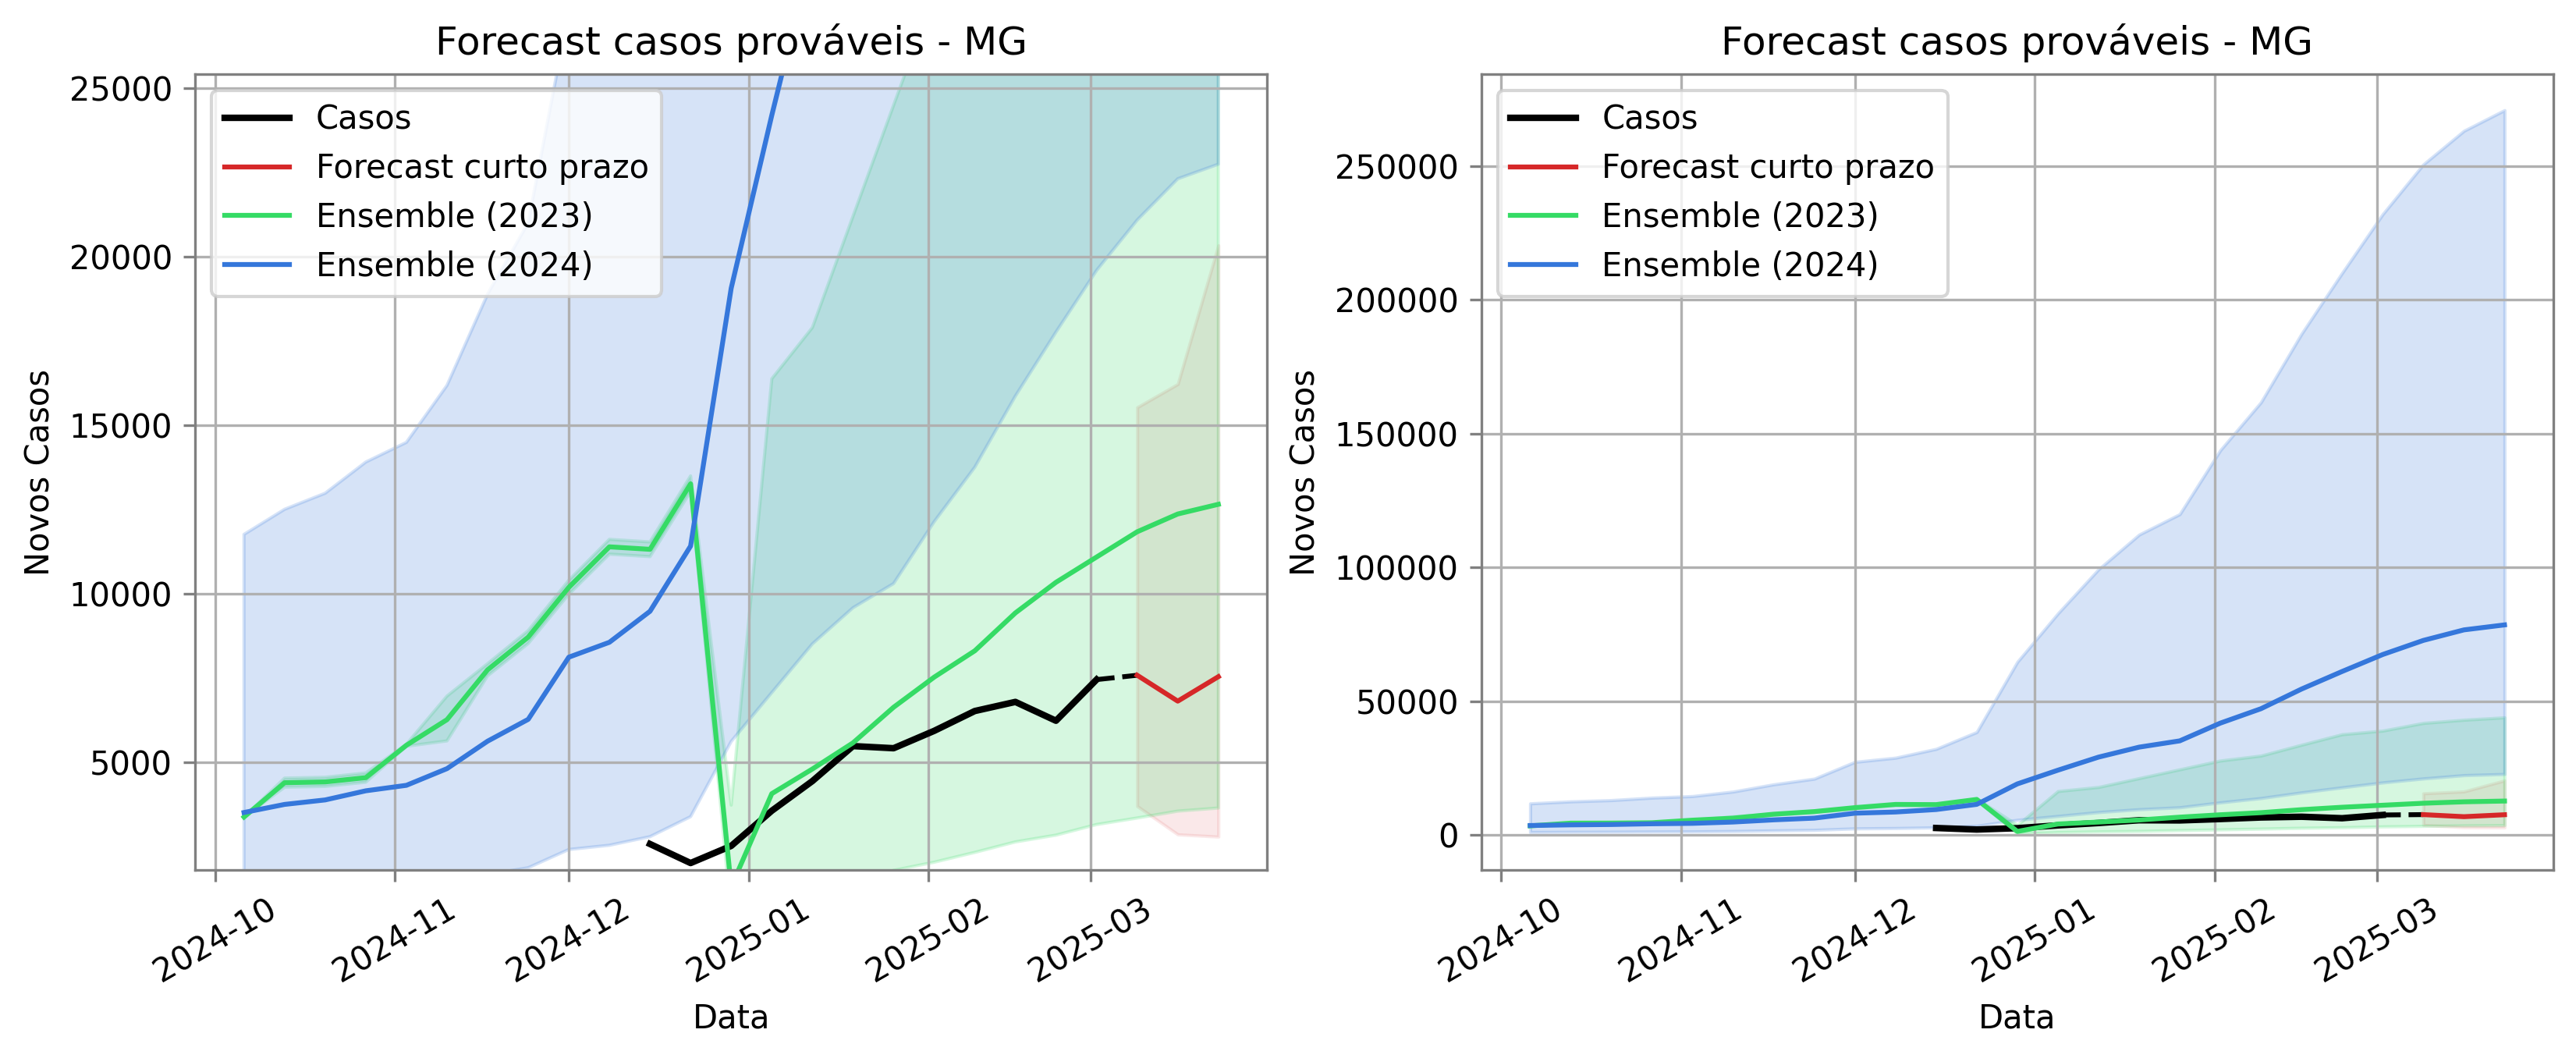 Forecast casos prováveis - MG
25000
20000
15000
10000
5000
Novos Casos
Casos
Forecast curto prazo
Ensemble (2023)
Ensemble (2024)
2024-10
2024-11
2024-12
2025-01
2025-02
2025-03
Data
Forecast casos prováveis - MG
250000
200000
150000
100000
50000
0
Novos Casos
Casos
Forecast curto prazo
Ensemble (2023)
Ensemble (2024)
2024-10
2024-11
2024-12
2025-01
2025-02
2025-03
Data